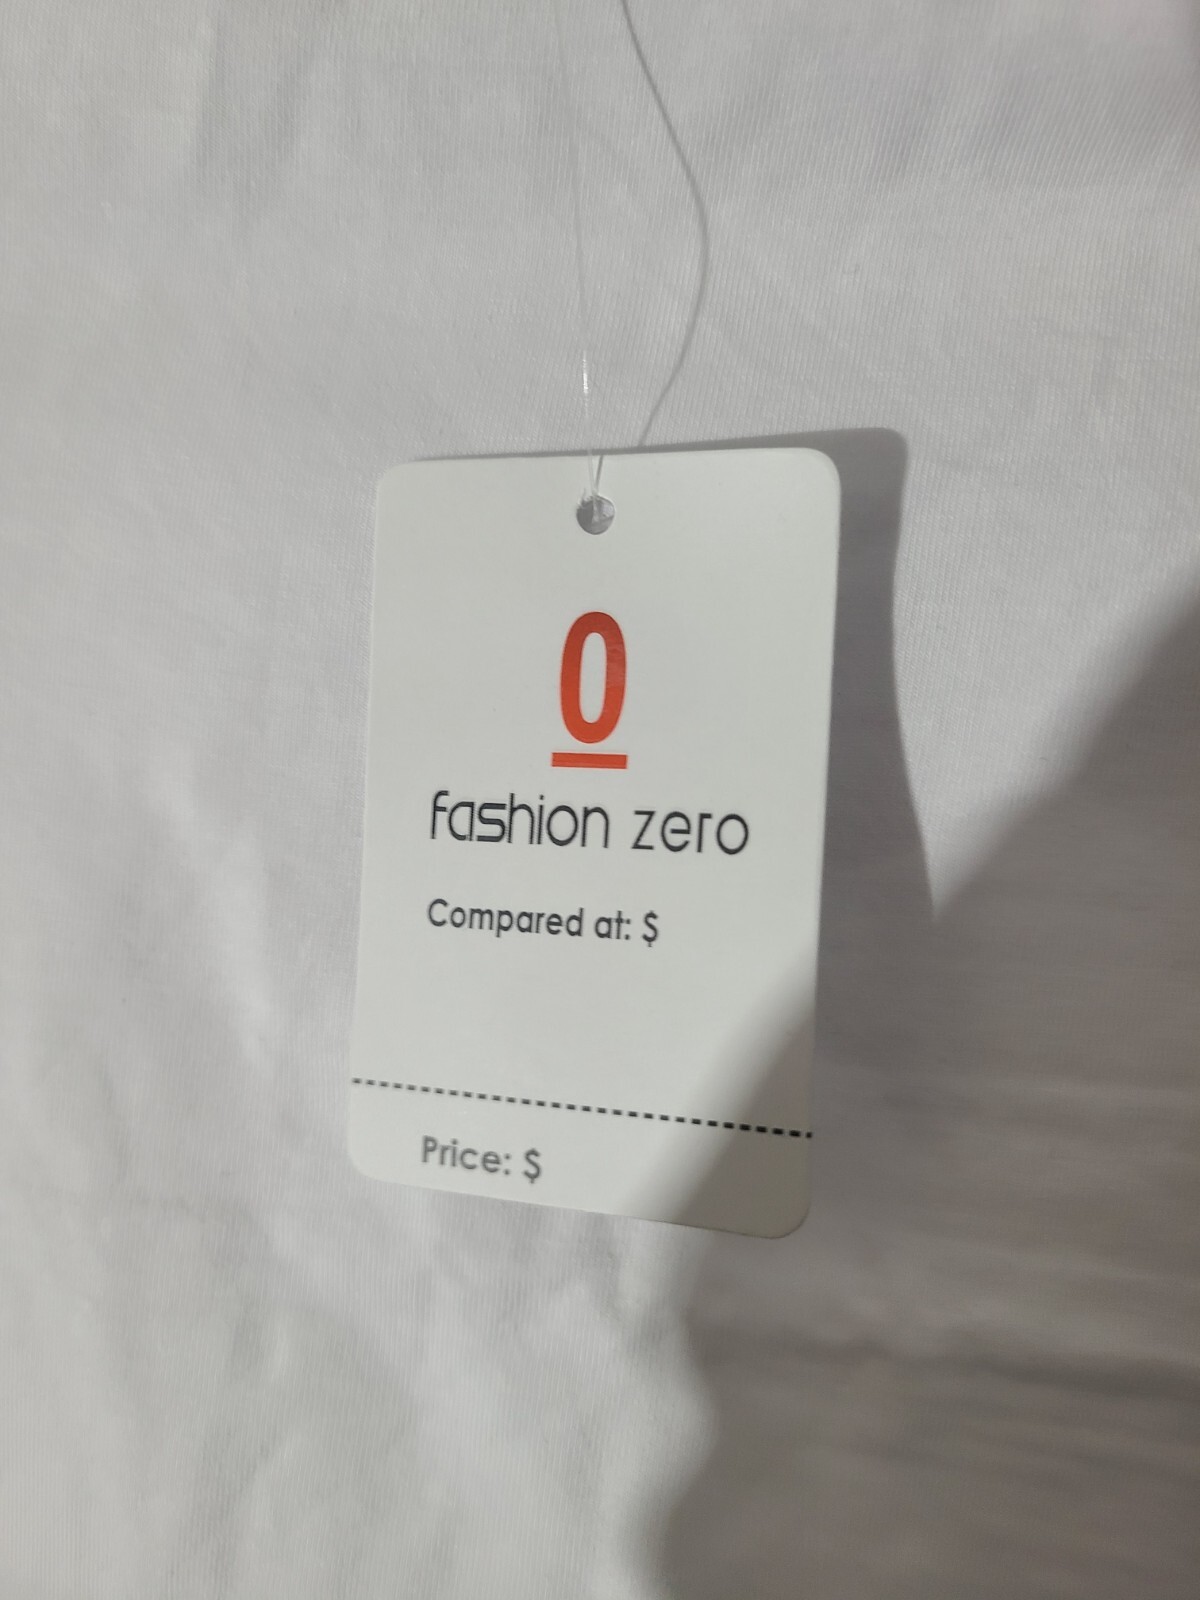 0
fashion zero
Compared at: $
Price: $